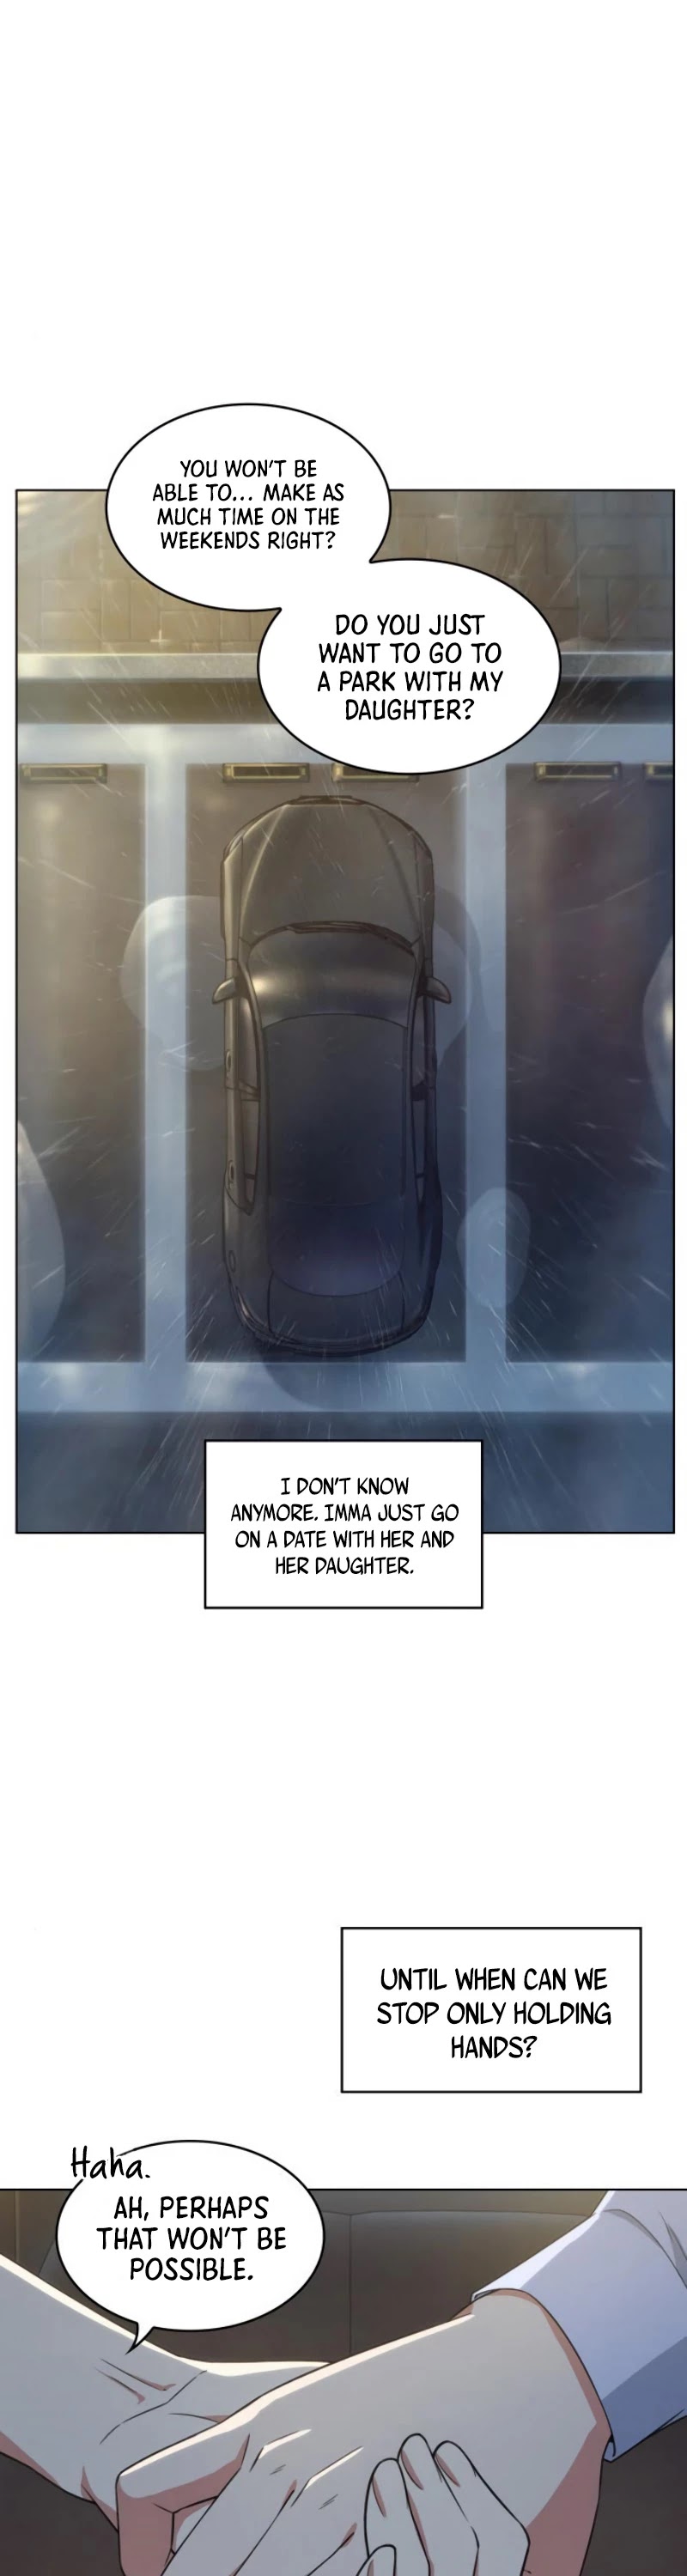 YOU WON'T BE
ABLE TO... MAKE AS
MUCH TIME ON THE
WEEKENDS RIGHT?
DO YOU JUST
WANT TO GO TO
A PARK WITH MY
DAUGHTER?
I DON'T KNOW
ANYMORE. IMMA JUST GO
ON A DATE WITH HER AND
HER DAUGHTER.
UNTIL WHEN CAN WE
STOP ONLY HOLDING
HANDS?
Haha.
AH, PERHAPS
THAT WON'T BE
POSSIBLE.